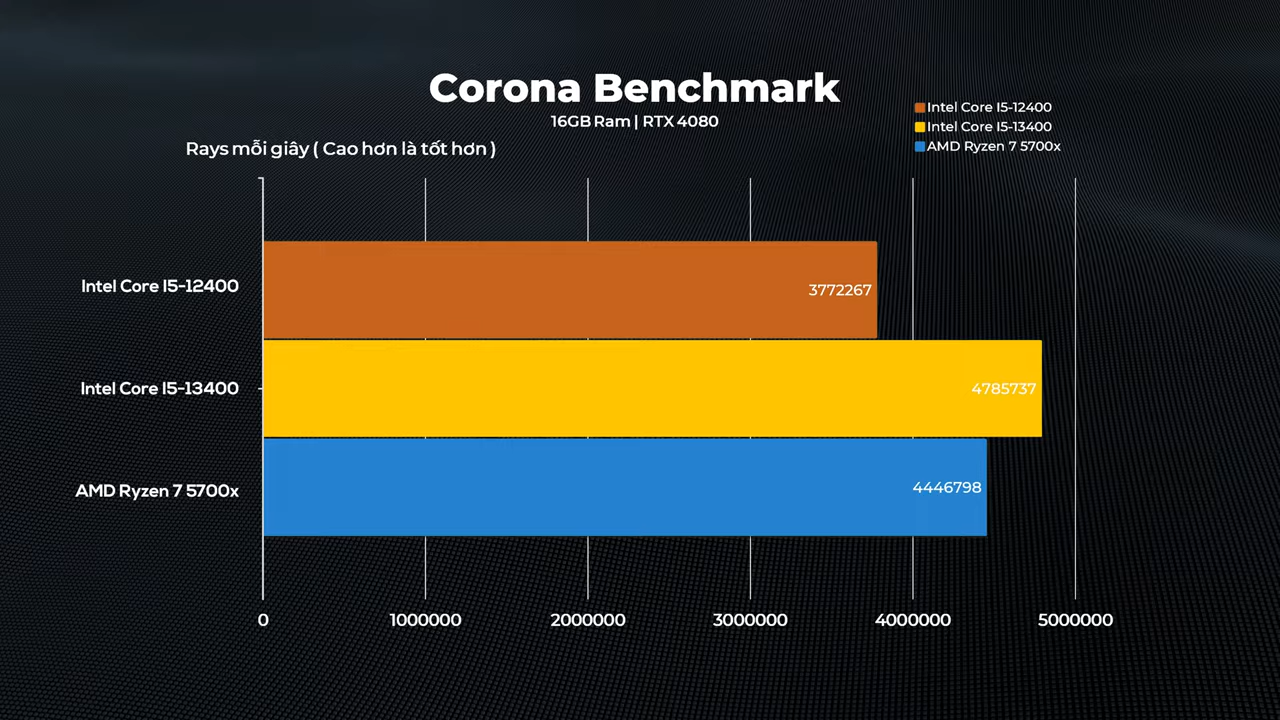 Corona Benchmark
16GB Ram | RTX 4080
Intel Core I5-12400
Intel Core I5-13400
AMD Ryzen 7 5700x
Rays mỗi giây ( Cao hơn là tốt hơn )
Intel Core I5-12400
3772267
Intel Core I5-13400
4785737
AMD Ryzen 7 5700x
4446798
0 1000000 2000000 3000000 4000000 5000000